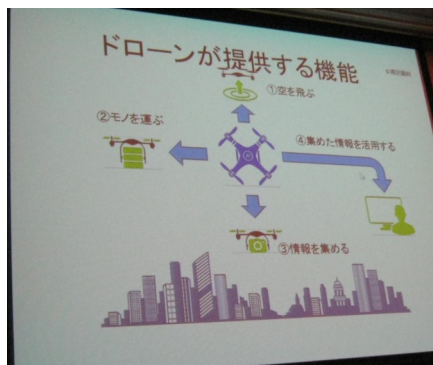 ドローンが提供する機能
①空を飛ぶ
②モノを運ぶ
④集めた情報を活用する
③情報を集める